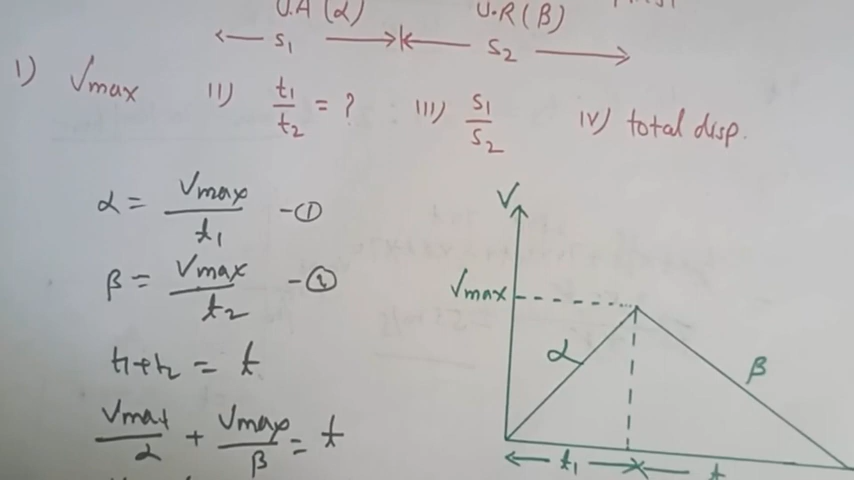 U.A (α) U.R (β)
S1 S2
I) Vmax II) t1/t2 = ? III) S1/S2 IV) total disp.
α = Vmax/t1 -①
β = Vmax/t2 -②
t1+t2 = t
Vmax/α + Vmax/β = t
V
Vmax
α β
t1